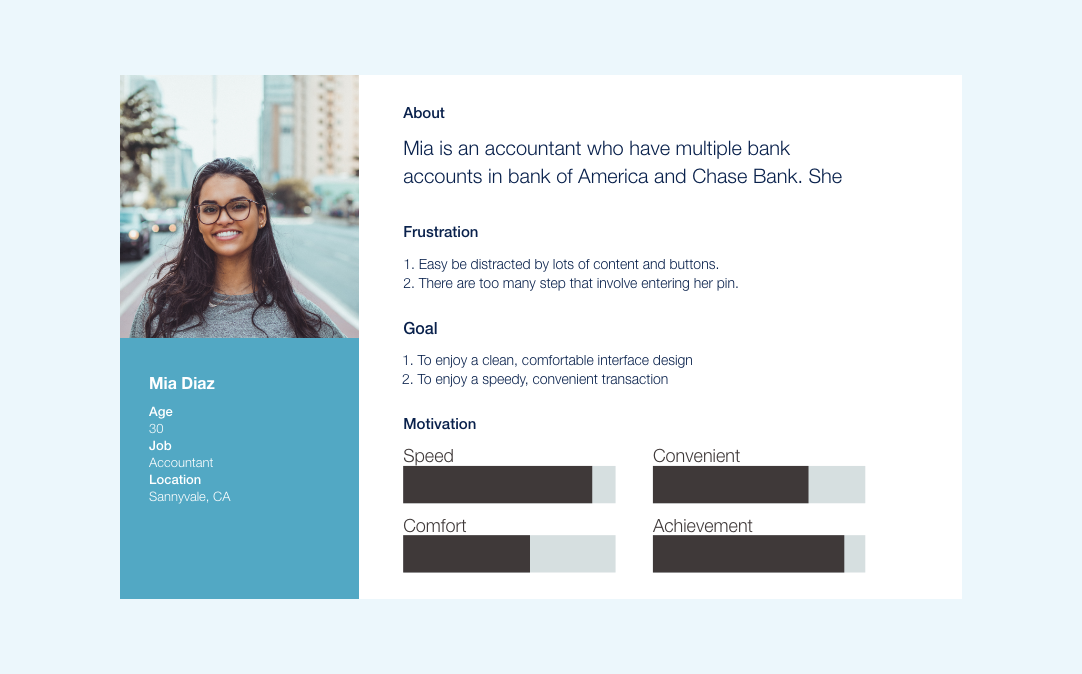 Mia Diaz
Age
30
Job
Accountant
Location
Sannyvale, CA
About
Mia is an accountant who have multiple bank
accounts in bank of America and Chase Bank. She
Frustration
1. Easy be distracted by lots of content and buttons.
2. There are too many step that involve entering her pin.
Goal
1. To enjoy a clean, comfortable interface design
2. To enjoy a speedy, convenient transaction
Motivation
Speed
Convenient
Comfort
Achievement